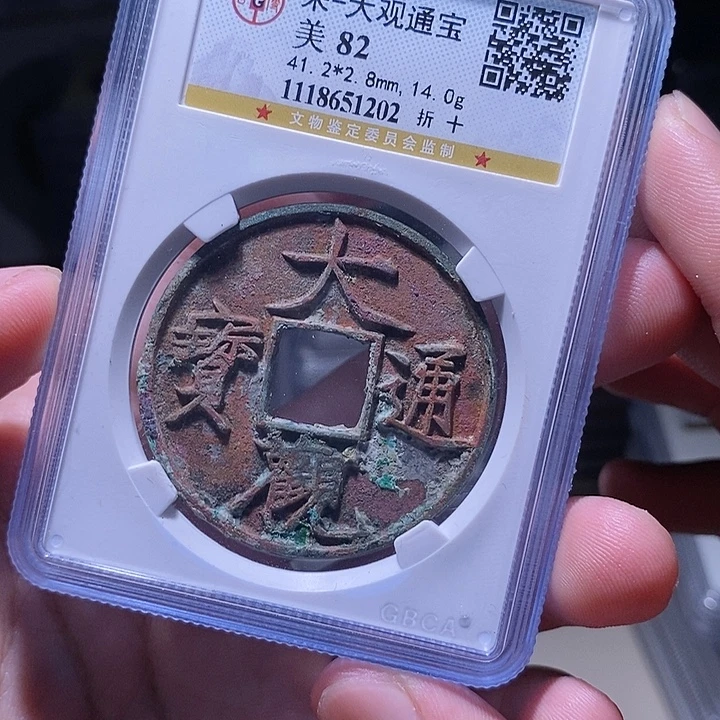 宋-大观通宝
美 82
41.2*2.8mm, 14.0g
1118651202 折十
★ 文物鉴定委员会监制 ★
大觀通寶
GBCA